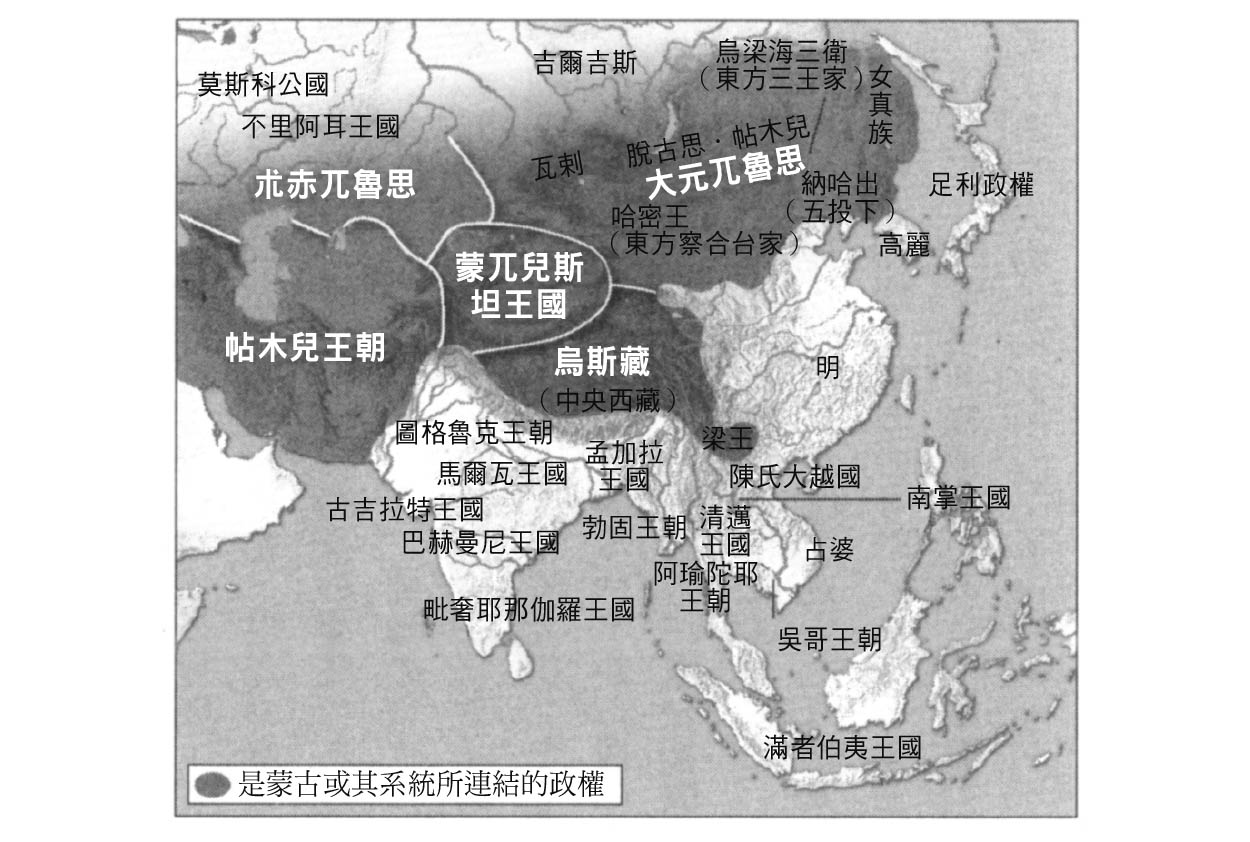 吉爾吉斯
烏梁海三衛
（東方三王家）
女真族
莫斯科公國
不里阿耳王國
朮赤兀魯思
瓦剌
脫古思·帖木兒
大元兀魯思
納哈出
（五投下）
足利政權
哈密王
（東方察合台家）
高麗
蒙兀兒斯
坦王國
帖木兒王朝
烏斯藏
（中央西藏）
明
圖格魯克王朝
孟加拉
王國
梁王
馬爾瓦王國
陳氏大越國
南掌王國
古吉拉特王國
勃固王朝
清邁
王國
巴赫曼尼王國
占婆
阿瑜陀耶
王朝
毗奢耶那伽羅王國
吳哥王朝
滿者伯夷王國
是蒙古或其系統所連結的政權